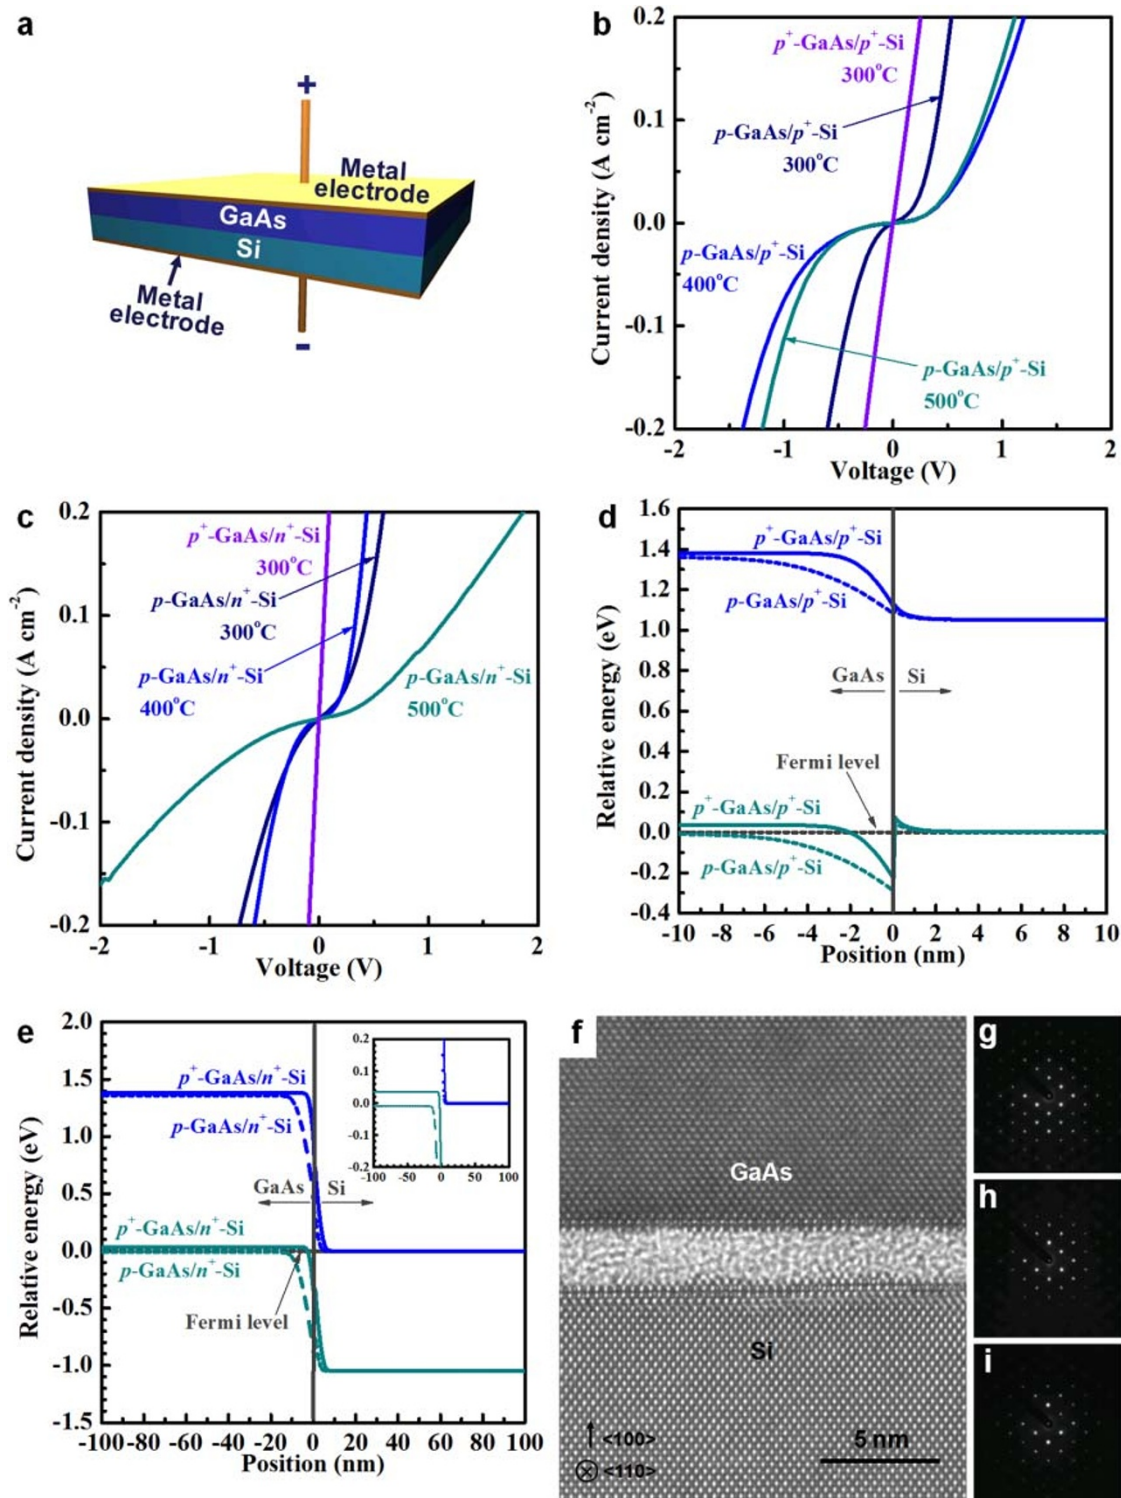 a
+
Metal
electrode
GaAs
Si
Metal
electrode
-
b
Current density (A cm⁻²)
0.2
0.1
0.0
-0.1
-0.2
p⁺-GaAs/p⁺-Si
300°C
p-GaAs/p⁺-Si
300°C
p-GaAs/p⁺-Si
400°C
p-GaAs/p⁺-Si
500°C
-2 -1 0 1 2
Voltage (V)
c
Current density (A cm⁻²)
0.2
0.1
0.0
-0.1
-0.2
p⁺-GaAs/n⁺-Si
300°C
p-GaAs/n⁺-Si
300°C
p-GaAs/n⁺-Si
400°C
p-GaAs/n⁺-Si
500°C
-2 -1 0 1 2
Voltage (V)
d
Relative energy (eV)
1.6
1.4
1.2
1.0
0.8
0.6
0.4
0.2
0.0
-0.2
-0.4
p⁺-GaAs/p⁺-Si
p-GaAs/p⁺-Si
GaAs Si
Fermi level
p⁺-GaAs/p⁺-Si
p-GaAs/p⁺-Si
-10 -8 -6 -4 -2 0 2 4 6 8 10
Position (nm)
e
Relative energy (eV)
2.0
1.5
1.0
0.5
0.0
-0.5
-1.0
-1.5
p⁺-GaAs/n⁺-Si
p-GaAs/n⁺-Si
GaAs Si
p⁺-GaAs/n⁺-Si
p-GaAs/n⁺-Si
Fermi level
0.2
0.1
0.0
-0.1
-0.2
-100 -50 0 50 100
-100 -80 -60 -40 -20 0 20 40 60 80 100
Position (nm)
f
GaAs
Si
<100>
<110>
5 nm
g
h
i